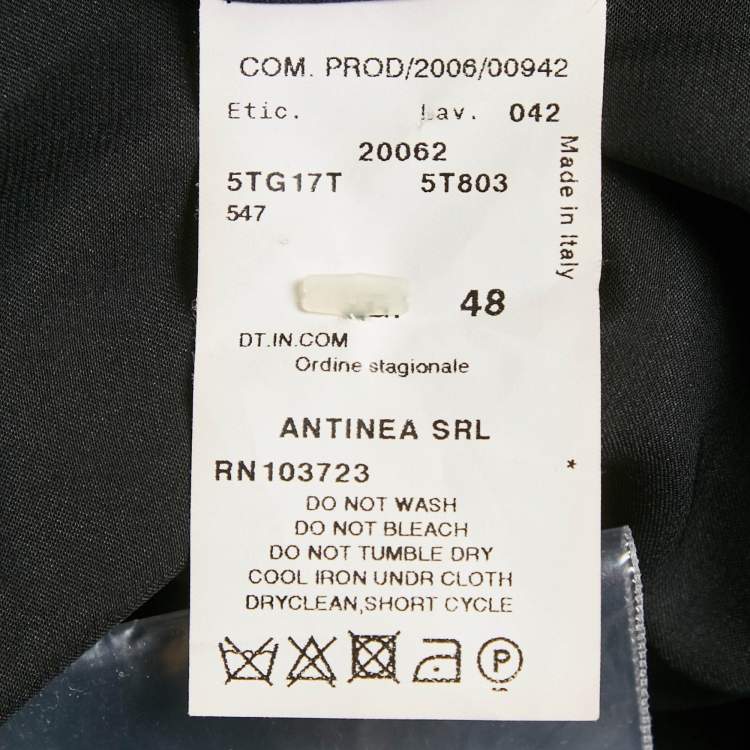 COM. PROD/2006/00942
Etic. Lav. 042
20062
5TG17T 5T803
547
Made in Italy
48
DT.IN.COM
Ordine stagionale
ANTINEA SRL
RN103723 *
DO NOT WASH
DO NOT BLEACH
DO NOT TUMBLE DRY
COOL IRON UNDR CLOTH
DRYCLEAN,SHORT CYCLE
P